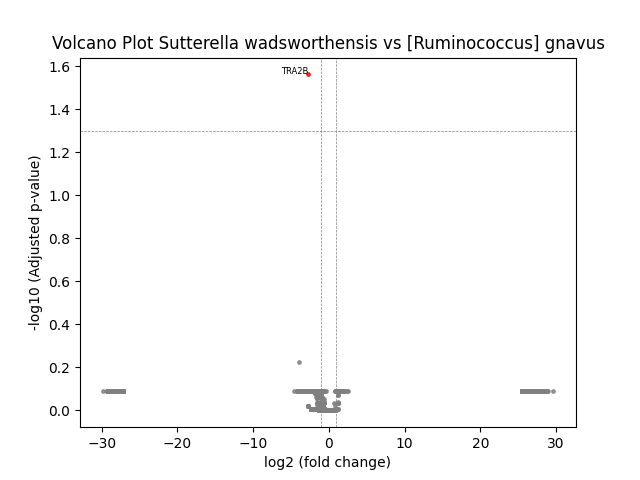 Volcano Plot Sutterella wadsworthensis vs [Ruminococcus] gnavus
1.6
TRA2B
1.4
1.2
1.0
0.8
0.6
0.4
0.2
0.0
-log10 (Adjusted p-value)
−30 −20 −10 0 10 20 30
log2 (fold change)